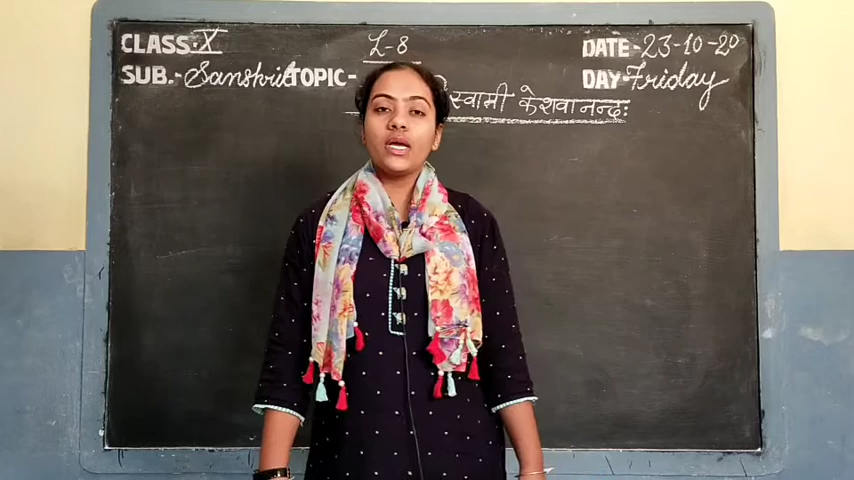 CLASS:- X L-8 DATE:- 23-10-20
SUB.:- Sanskrit TOPIC:- DAY:- Friday
स्वामी केशवानन्दः